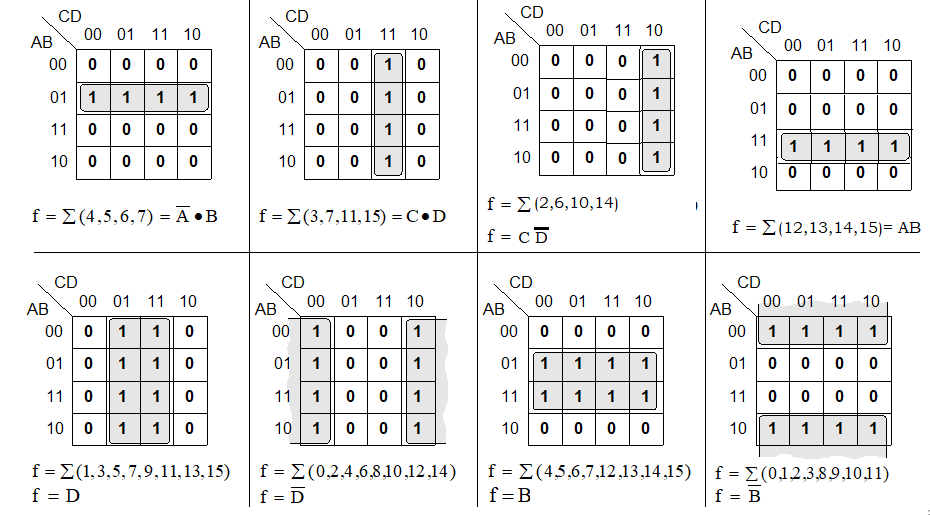 CD
AB 00 01 11 10
00 0 0 0 0
01 1 1 1 1
11 0 0 0 0
10 0 0 0 0
f = Σ(4,5,6,7) = A̅ • B
CD
AB 00 01 11 10
00 0 0 1 0
01 0 0 1 0
11 0 0 1 0
10 0 0 1 0
f = Σ(3,7,11,15) = C • D
CD
AB 00 01 11 10
00 0 0 0 1
01 0 0 0 1
11 0 0 0 1
10 0 0 0 1
f = Σ(2,6,10,14) )
f = C D̅
CD
AB 00 01 11 10
00 0 0 0 0
01 0 0 0 0
11 1 1 1 1
10 0 0 0 0
f = Σ(12,13,14,15)= AB
CD
AB 00 01 11 10
00 0 1 1 0
01 0 1 1 0
11 0 1 1 0
10 0 1 1 0
f = Σ(1,3,5,7,9,11,13,15)
f = D
CD
AB 00 01 11 10
00 1 0 0 1
01 1 0 0 1
11 1 0 0 1
10 1 0 0 1
f = Σ(0,2,4,6,8,10,12,14)
f = D̅
CD
AB 00 01 11 10
00 0 0 0 0
01 1 1 1 1
11 1 1 1 1
10 0 0 0 0
f = Σ(4,5,6,7,12,13,14,15)
f = B
CD
AB 00 01 11 10
00 1 1 1 1
01 0 0 0 0
11 0 0 0 0
10 1 1 1 1
f = Σ(0,1,2,3,8,9,10,11)
f = B̅